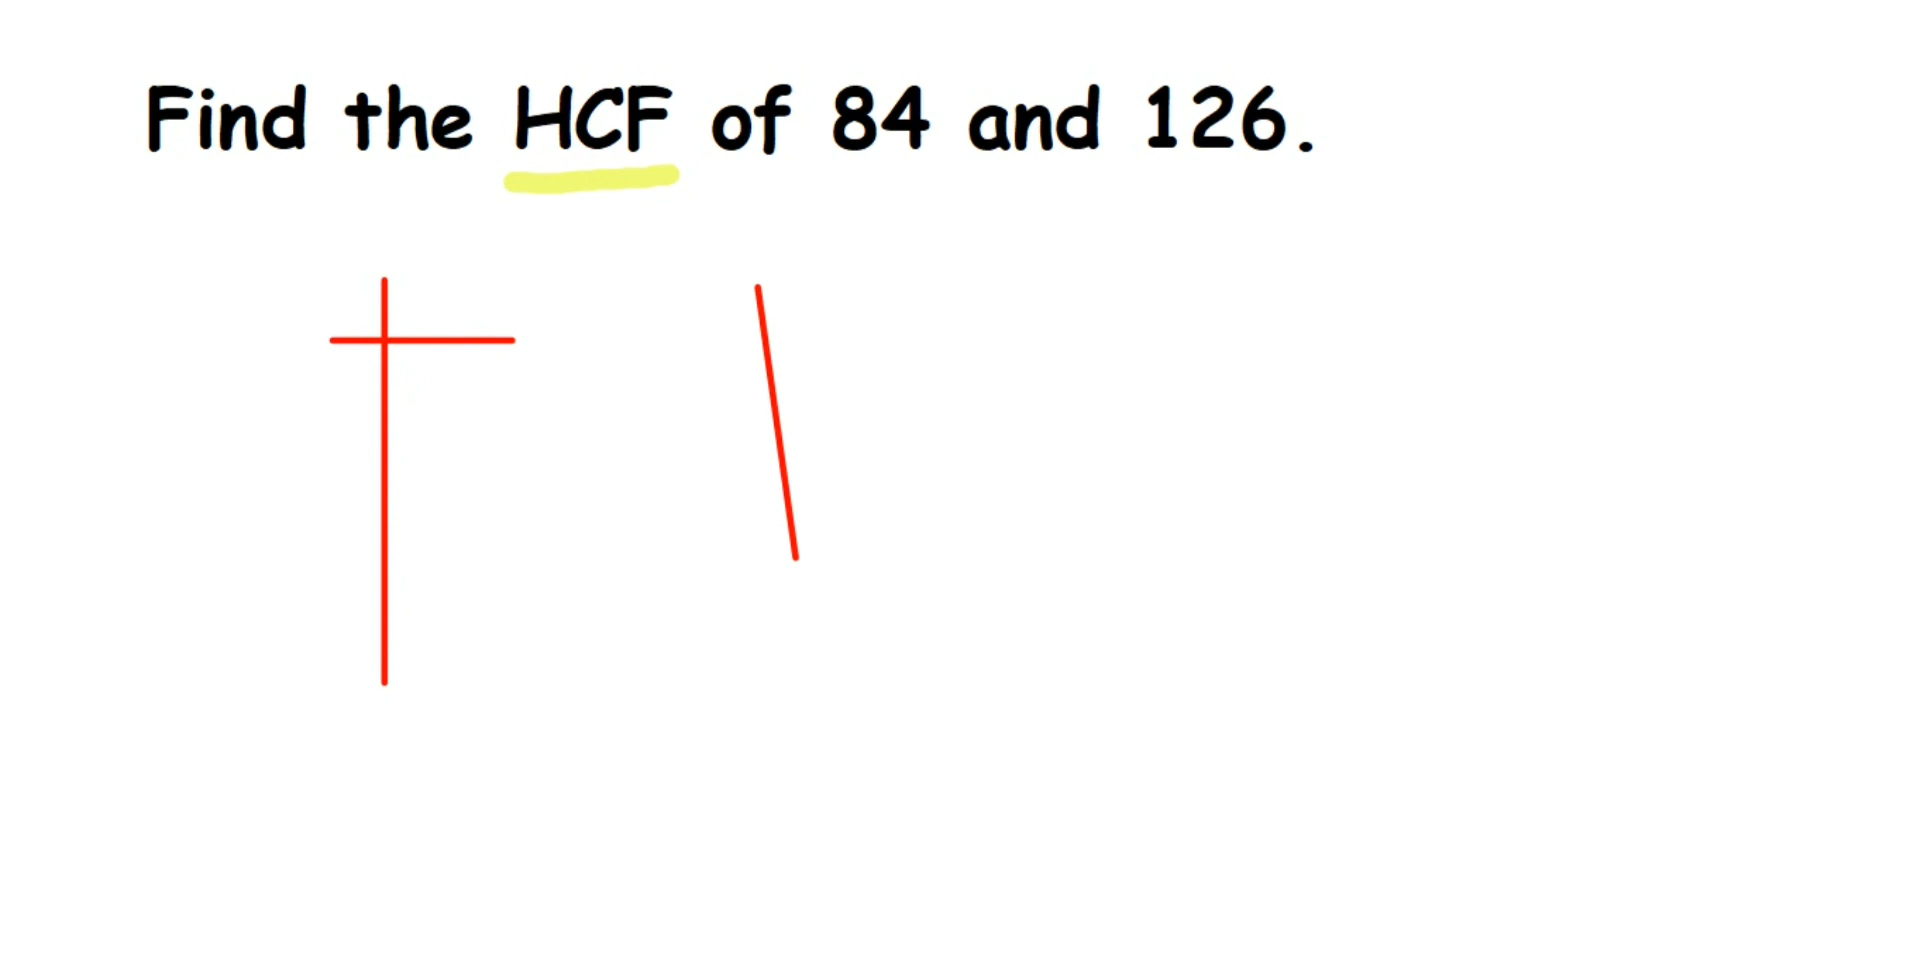 Find the HCF of 84 and 126.